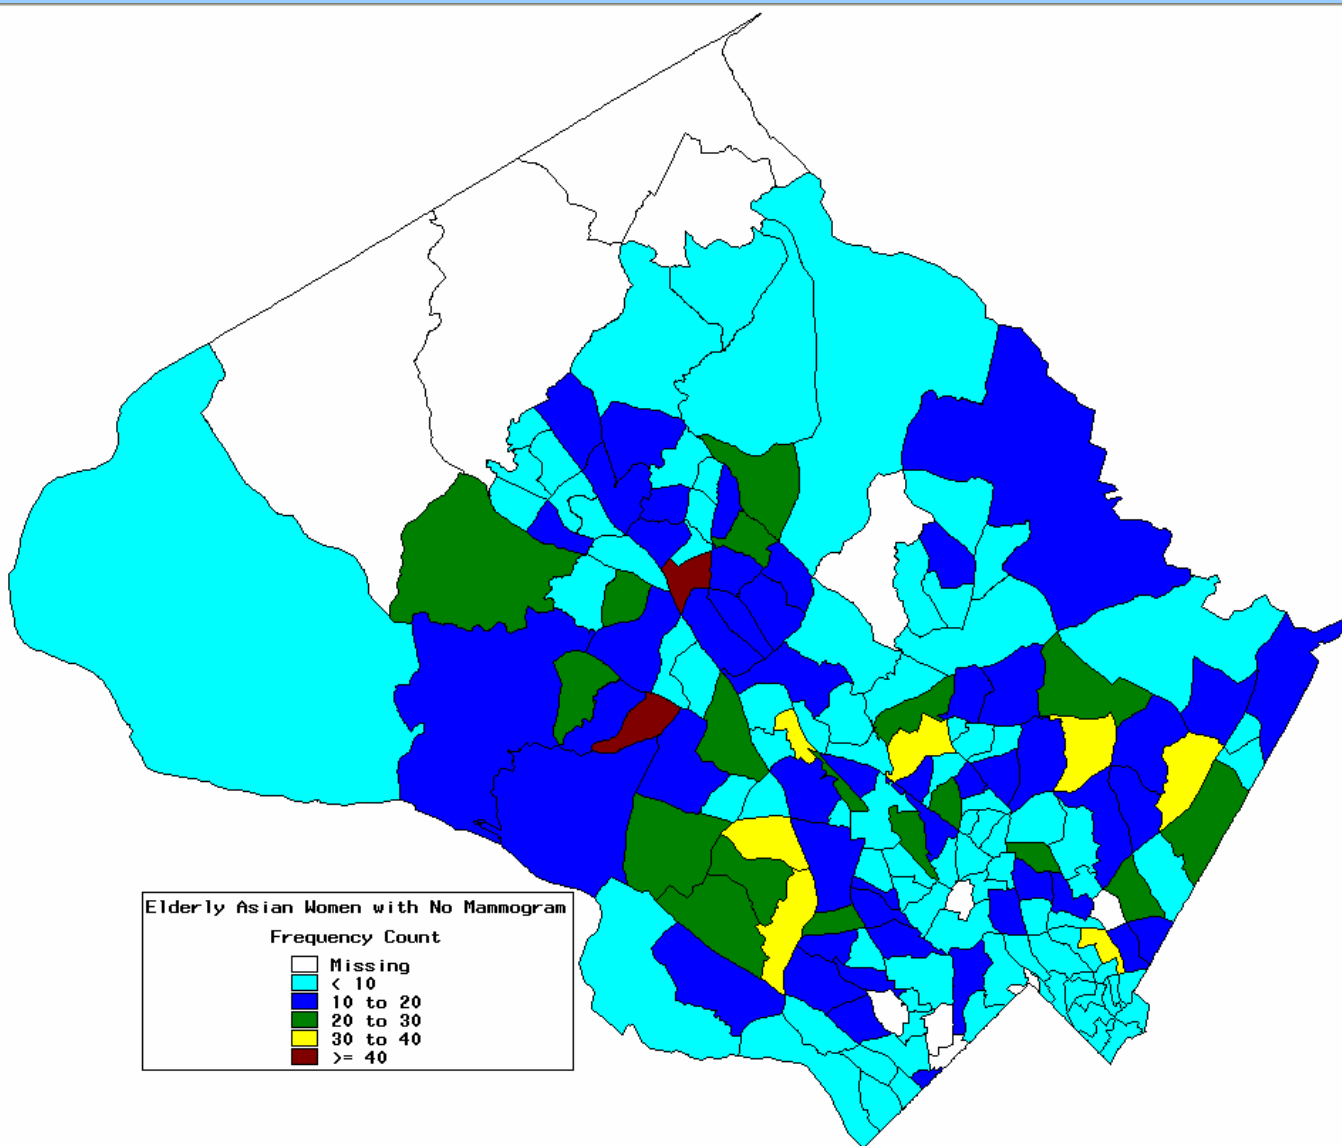 Elderly Asian Women with No Mammogram
Frequency Count
Missing
< 10
10 to 20
20 to 30
30 to 40
>= 40